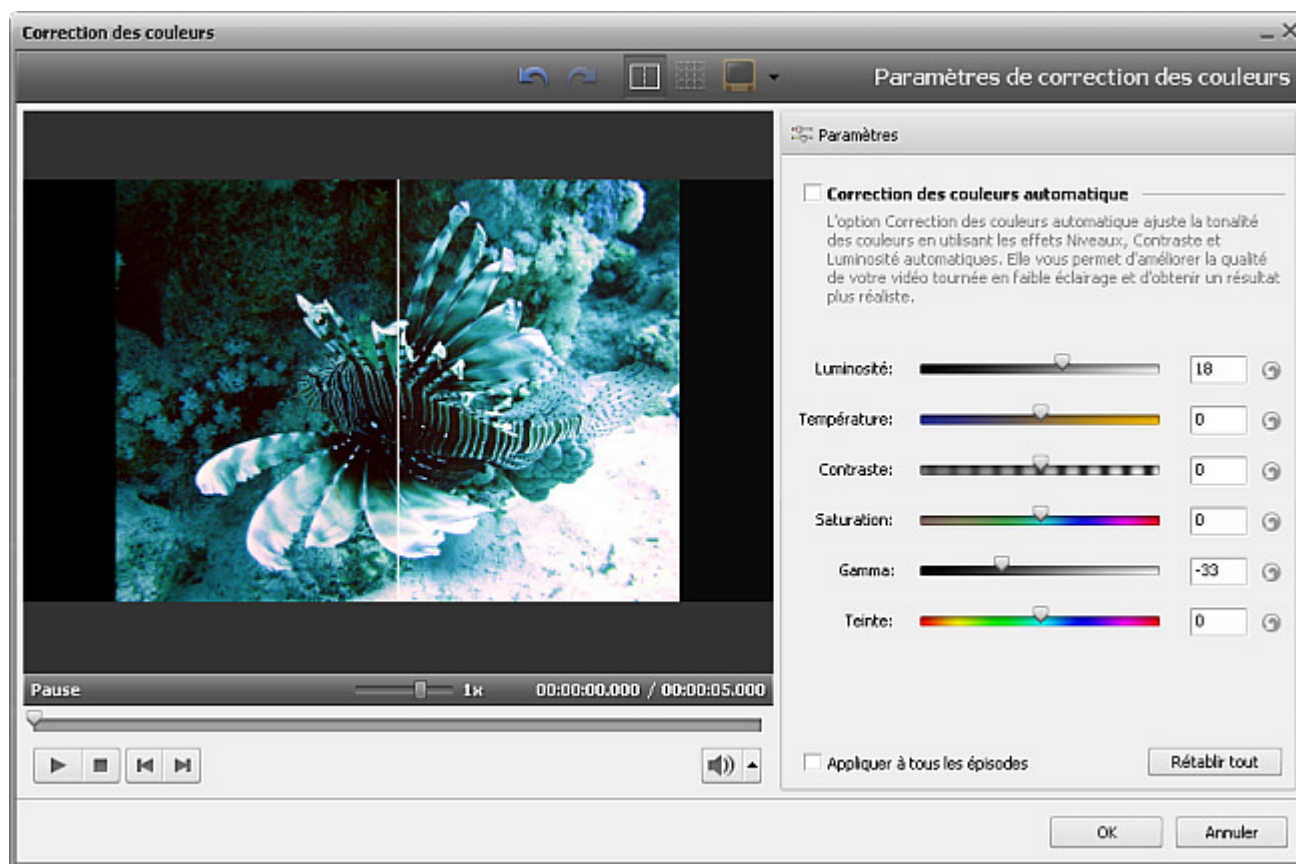 Correction des couleurs
Paramètres de correction des couleurs
Paramètres
Correction des couleurs automatique
L'option Correction des couleurs automatique ajuste la tonalité
des couleurs en utilisant les effets Niveaux, Contraste et
Luminosité automatiques. Elle vous permet d'améliorer la qualité
de votre vidéo tournée en faible éclairage et d'obtenir un résultat
plus réaliste.
Luminosité: 18
Température: 0
Contraste: 0
Saturation: 0
Gamma: -33
Teinte: 0
Pause 1x 00:00:00.000 / 00:00:05.000
Appliquer à tous les épisodes Rétablir tout
OK Annuler